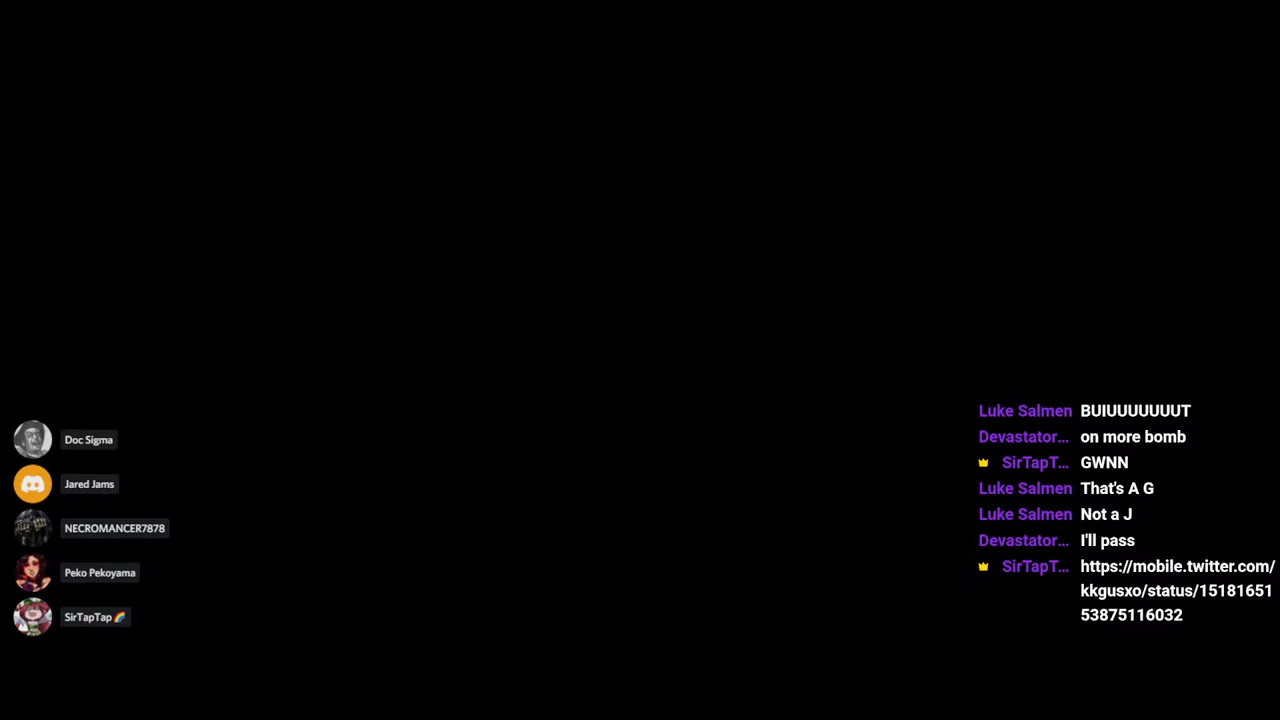 Doc Sigma
Jared Jams
NECROMANCER7878
Peko Pekoyama
SirTapTap🌈
Luke Salmen BUIUUUUUUUT
Devastator... on more bomb
SirTapT... GWNN
Luke Salmen That's A G
Luke Salmen Not a J
Devastator... I'll pass
SirTapT... https://mobile.twitter.com/
kkgusxo/status/15181651
53875116032